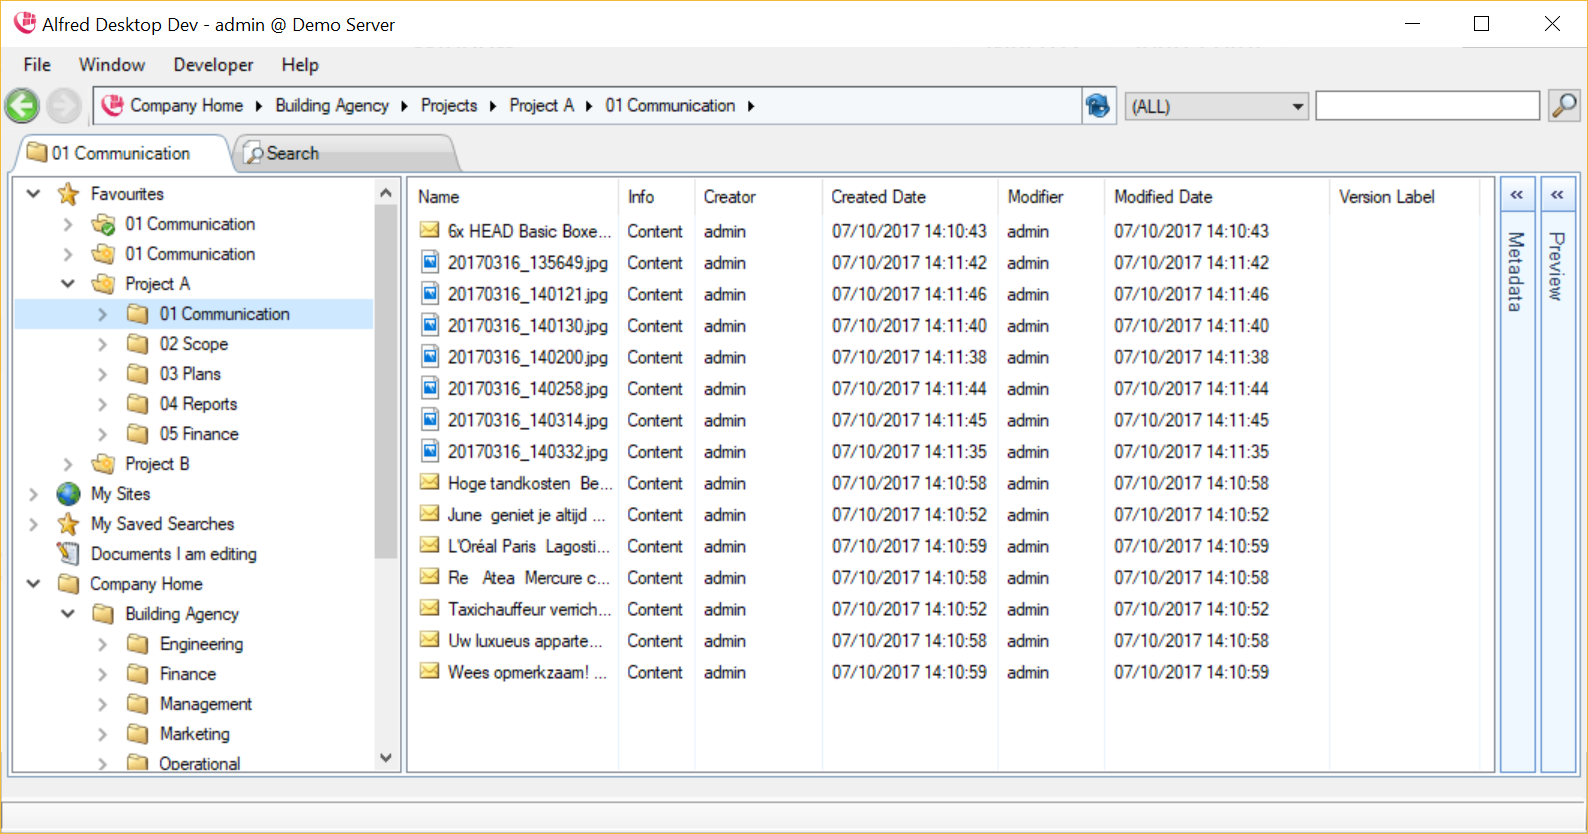 Alfred Desktop Dev - admin @ Demo Server
File Window Developer Help
Company Home Building Agency Projects Project A 01 Communication (ALL)
01 Communication Search
Favourites
01 Communication
01 Communication
Project A
01 Communication
02 Scope
03 Plans
04 Reports
05 Finance
Project B
My Sites
My Saved Searches
Documents I am editing
Company Home
Building Agency
Engineering
Finance
Management
Marketing
Operational
Name Info Creator Created Date Modifier Modified Date Version Label
6x HEAD Basic Boxe... Content admin 07/10/2017 14:10:43 admin 07/10/2017 14:10:43
20170316_135649.jpg Content admin 07/10/2017 14:11:42 admin 07/10/2017 14:11:42
20170316_140121.jpg Content admin 07/10/2017 14:11:46 admin 07/10/2017 14:11:46
20170316_140130.jpg Content admin 07/10/2017 14:11:40 admin 07/10/2017 14:11:40
20170316_140200.jpg Content admin 07/10/2017 14:11:38 admin 07/10/2017 14:11:38
20170316_140258.jpg Content admin 07/10/2017 14:11:44 admin 07/10/2017 14:11:44
20170316_140314.jpg Content admin 07/10/2017 14:11:45 admin 07/10/2017 14:11:45
20170316_140332.jpg Content admin 07/10/2017 14:11:35 admin 07/10/2017 14:11:35
Hoge tandkosten Be... Content admin 07/10/2017 14:10:58 admin 07/10/2017 14:10:58
June geniet je altijd ... Content admin 07/10/2017 14:10:52 admin 07/10/2017 14:10:52
L'Oréal Paris Lagosti... Content admin 07/10/2017 14:10:59 admin 07/10/2017 14:10:59
Re Atea Mercure c... Content admin 07/10/2017 14:10:58 admin 07/10/2017 14:10:58
Taxichauffeur verrich... Content admin 07/10/2017 14:10:52 admin 07/10/2017 14:10:52
Uw luxueus apparte... Content admin 07/10/2017 14:10:58 admin 07/10/2017 14:10:58
Wees opmerkzaam! ... Content admin 07/10/2017 14:10:59 admin 07/10/2017 14:10:59
Metadata
Preview